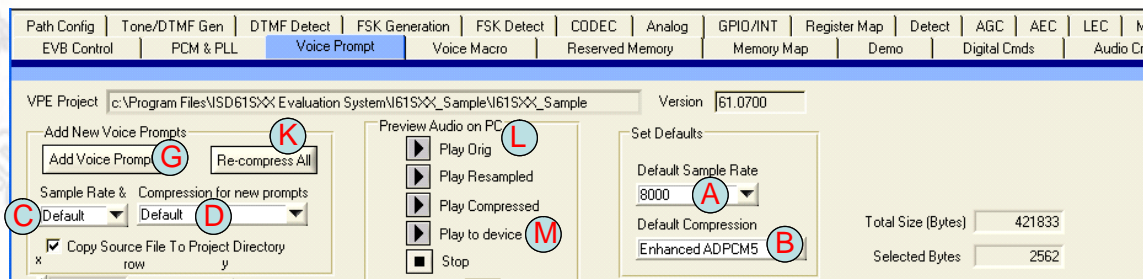 Path Config Tone/DTMF Gen DTMF Detect FSK Generation FSK Detect CODEC Analog GPIO/INT Register Map Detect AGC AEC LEC
EVB Control PCM & PLL Voice Prompt Voice Macro Reserved Memory Memory Map Demo Digital Cmds Audio
VPE Project c:\Program Files\ISD61SXX Evaluation System\I61SXX_Sample\I61SXX_Sample Version 61.0700
Add New Voice Prompts K
Add Voice Promp G Re-compress All
Sample Rate & Compression for new prompts
C Default Default D
Copy Source File To Project Directory
x row y
Preview Audio on PC L
Play Orig
Play Resampled
Play Compressed
Play to device M
Stop
Set Defaults
Default Sample Rate
8000 A
Default Compression
Enhanced ADPCM5 B
Total Size (Bytes) 421833
Selected Bytes 2562